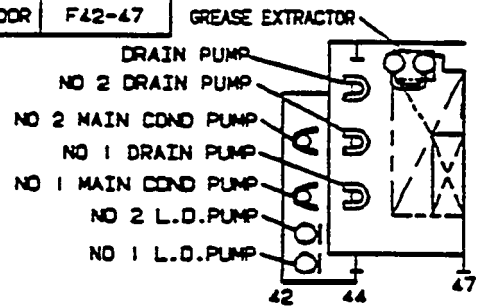 DOOR F42-47
GREASE EXTRACTOR
DRAIN PUMP
NO 2 DRAIN PUMP
NO 2 MAIN COND PUMP
NO 1 DRAIN PUMP
NO 1 MAIN COND PUMP
NO 2 L.O.PUMP
NO 1 L.O.PUMP
42 44 47